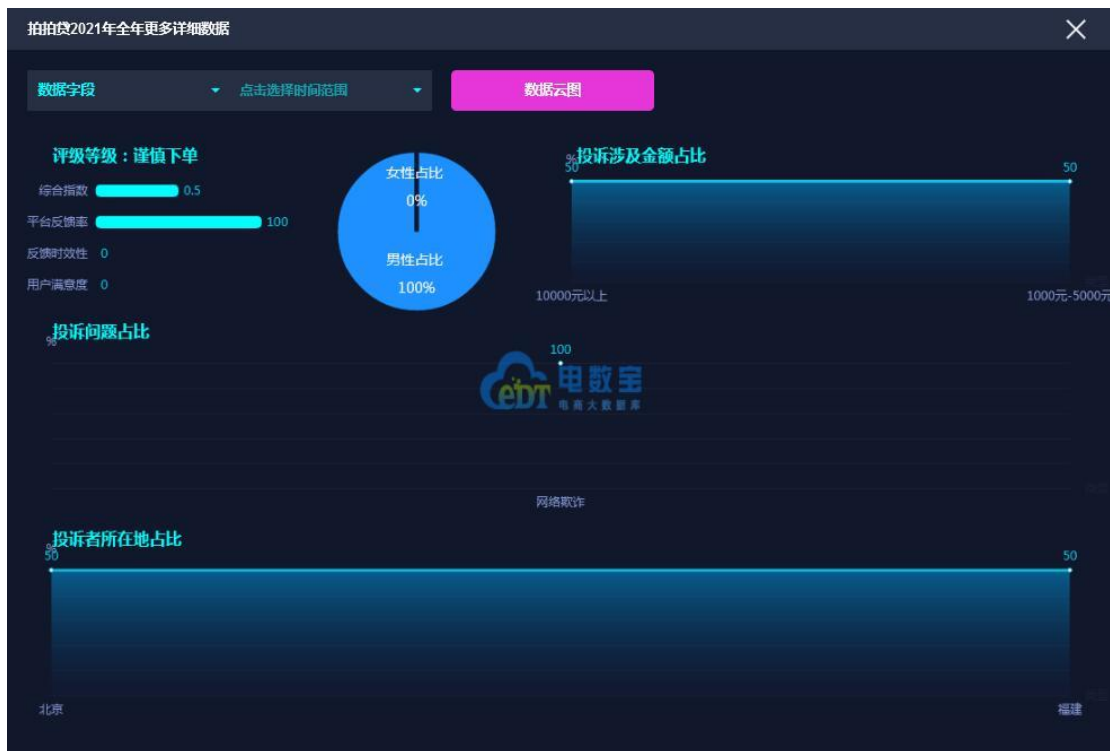 拍拍贷2021年全年更多详细数据
数据字段
点击选择时间范围
数据云图
评级等级：谨慎下单
综合指数 0.5
平台反馈率 100
反馈时效性 0
用户满意度 0
女性占比
0%
男性占比
100%
%投诉涉及金额占比
50 50
10000元以上 1000元-5000元
投诉问题占比
%
100
电数宝
ebDT 电商大数据库
网络欺诈
投诉者所在地占比
%
50 50
北京 福建